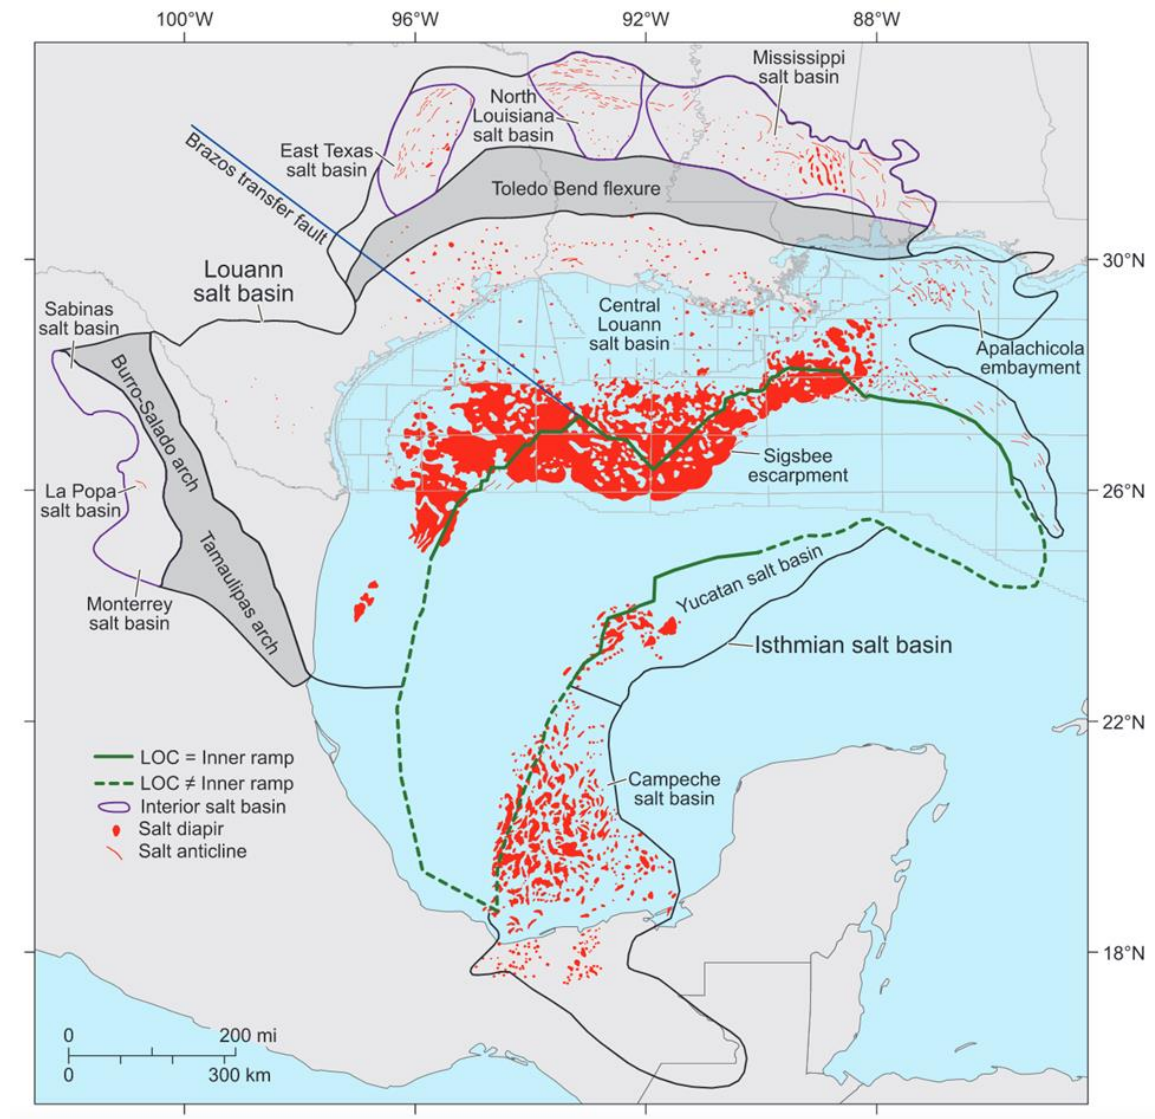 100°W
96°W
92°W
88°W
Mississippi
salt basin
North
Louisiana
salt basin
East Texas
salt basin
Toledo Bend flexure
Brazos transfer fault
30°N
Louann
salt basin
Central
Louann
salt basin
Sabinas
salt basin
Apalachicola
embayment
Burro-Salado arch
Sigsbee
escarpment
La Popa
salt basin
26°N
Tamaulipas arch
Yucatan salt basin
Monterrey
salt basin
Isthmian salt basin
22°N
LOC = Inner ramp
LOC ≠ Inner ramp
Interior salt basin
Salt diapir
Salt anticline
Campeche
salt basin
18°N
0 200 mi
0 300 km